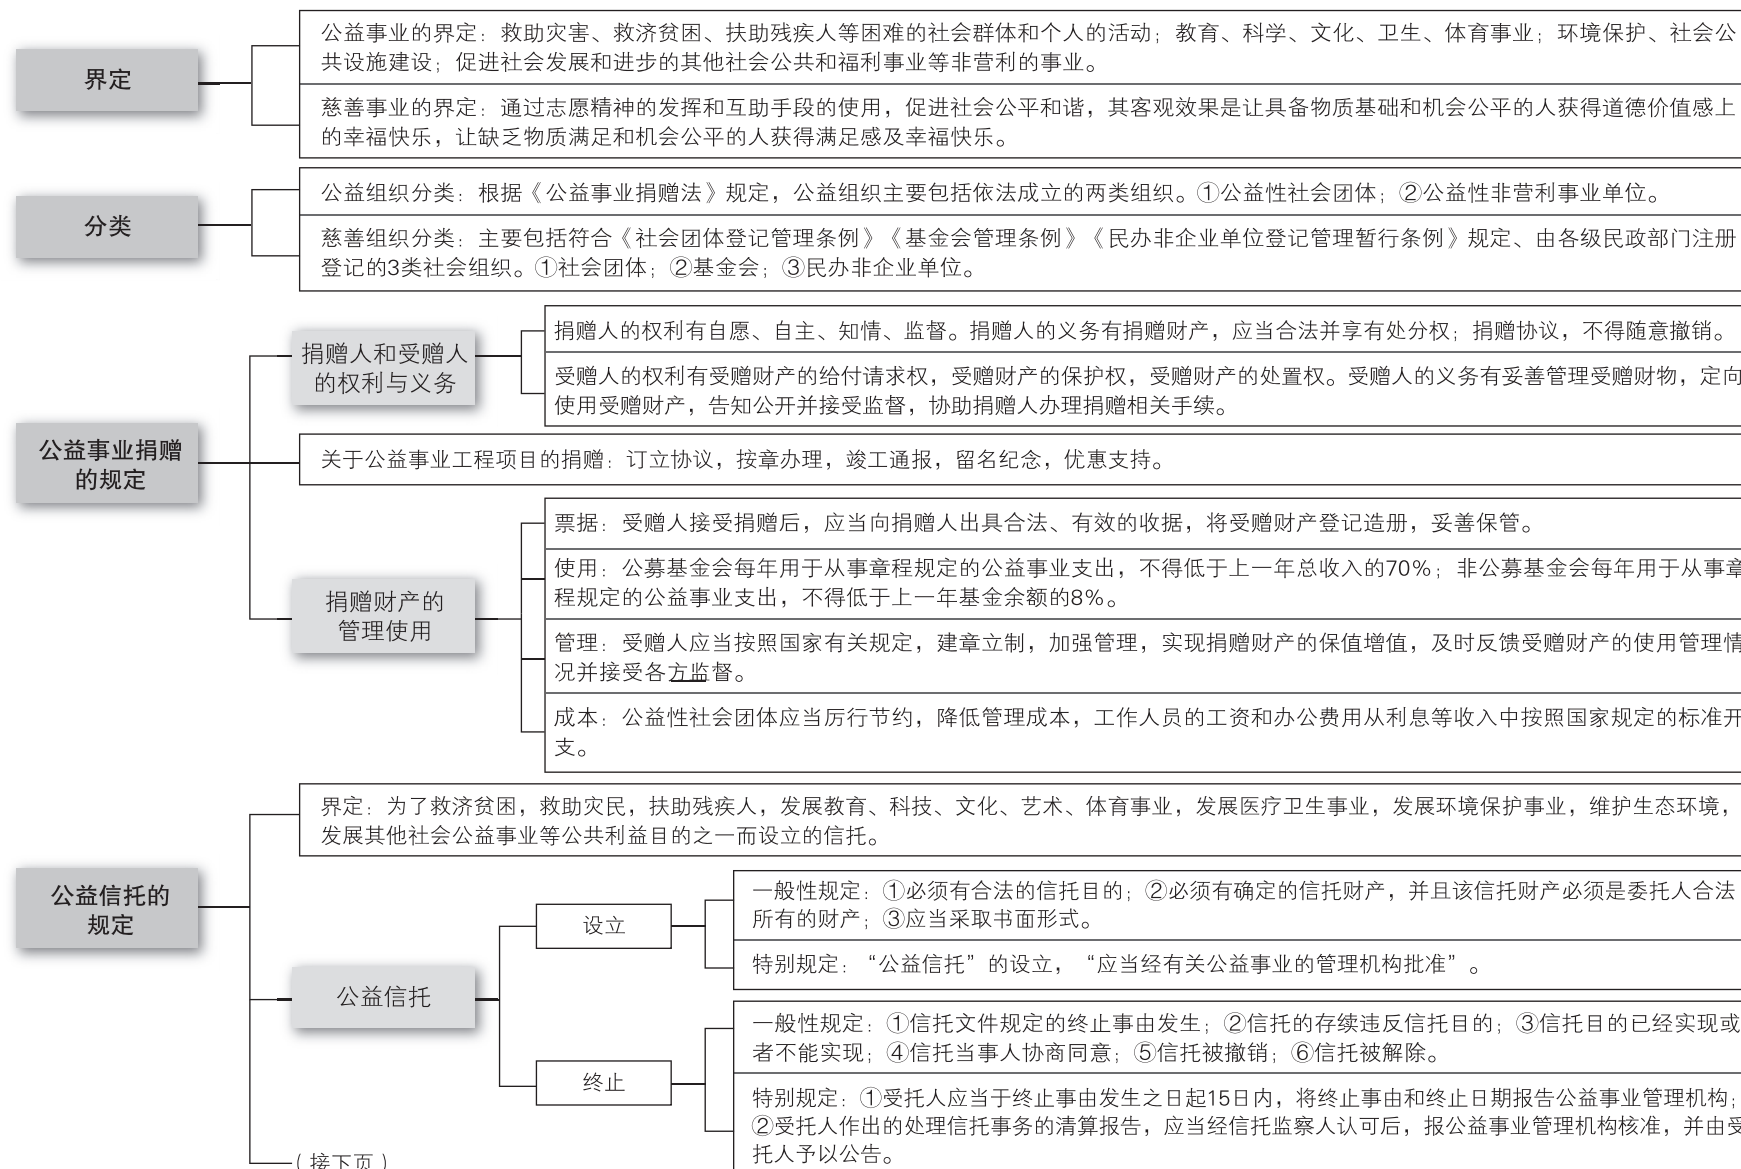 界定
公益事业的界定：救助灾害、救济贫困、扶助残疾人等困难的社会群体和个人的活动；教育、科学、文化、卫生、体育事业；环境保护、社会公
共设施建设；促进社会发展和进步的其他社会公共和福利事业等非营利的事业。
慈善事业的界定：通过志愿精神的发挥和互助手段的使用，促进社会公平和谐，其客观效果是让具备物质基础和机会公平的人获得道德价值感上
的幸福快乐，让缺乏物质满足和机会公平的人获得满足感及幸福快乐。
分类
公益组织分类：根据《公益事业捐赠法》规定，公益组织主要包括依法成立的两类组织。①公益性社会团体；②公益性非营利事业单位。
慈善组织分类：主要包括符合《社会团体登记管理条例》《基金会管理条例》《民办非企业单位登记管理暂行条例》规定、由各级民政部门注册
登记的3类社会组织。①社会团体；②基金会；③民办非企业单位。
公益事业捐赠
的规定
捐赠人和受赠人
的权利与义务
捐赠人的权利有自愿、自主、知情、监督。捐赠人的义务有捐赠财产，应当合法并享有处分权；捐赠协议，不得随意撤销。
受赠人的权利有受赠财产的给付请求权，受赠财产的保护权，受赠财产的处置权。受赠人的义务有妥善管理受赠财物，定向
使用受赠财产，告知公开并接受监督，协助捐赠人办理捐赠相关手续。
关于公益事业工程项目的捐赠：订立协议，按章办理，竣工通报，留名纪念，优惠支持。
捐赠财产的
管理使用
票据：受赠人接受捐赠后，应当向捐赠人出具合法、有效的收据，将受赠财产登记造册，妥善保管。
使用：公募基金会每年用于从事章程规定的公益事业支出，不得低于上一年总收入的70%；非公募基金会每年用于从事章
程规定的公益事业支出，不得低于上一年基金余额的8%。
管理：受赠人应当按照国家有关规定，建章立制，加强管理，实现捐赠财产的保值增值，及时反馈受赠财产的使用管理情
况并接受各方监督。
成本：公益性社会团体应当厉行节约，降低管理成本，工作人员的工资和办公费用从利息等收入中按照国家规定的标准开
支。
公益信托的
规定
界定：为了救济贫困，救助灾民，扶助残疾人，发展教育、科技、文化、艺术、体育事业，发展医疗卫生事业，发展环境保护事业，维护生态环境，
发展其他社会公益事业等公共利益目的之一而设立的信托。
公益信托
设立
一般性规定：①必须有合法的信托目的；②必须有确定的信托财产，并且该信托财产必须是委托人合法
所有的财产；③应当采取书面形式。
特别规定：“公益信托”的设立，“应当经有关公益事业的管理机构批准”。
终止
一般性规定：①信托文件规定的终止事由发生；②信托的存续违反信托目的；③信托目的已经实现或
者不能实现；④信托当事人协商同意；⑤信托被撤销；⑥信托被解除。
特别规定：①受托人应当于终止事由发生之日起15日内，将终止事由和终止日期报告公益事业管理机构；
②受托人作出的处理信托事务的清算报告，应当经信托监察人认可后，报公益事业管理机构核准，并由受
托人予以公告。
（接下页）